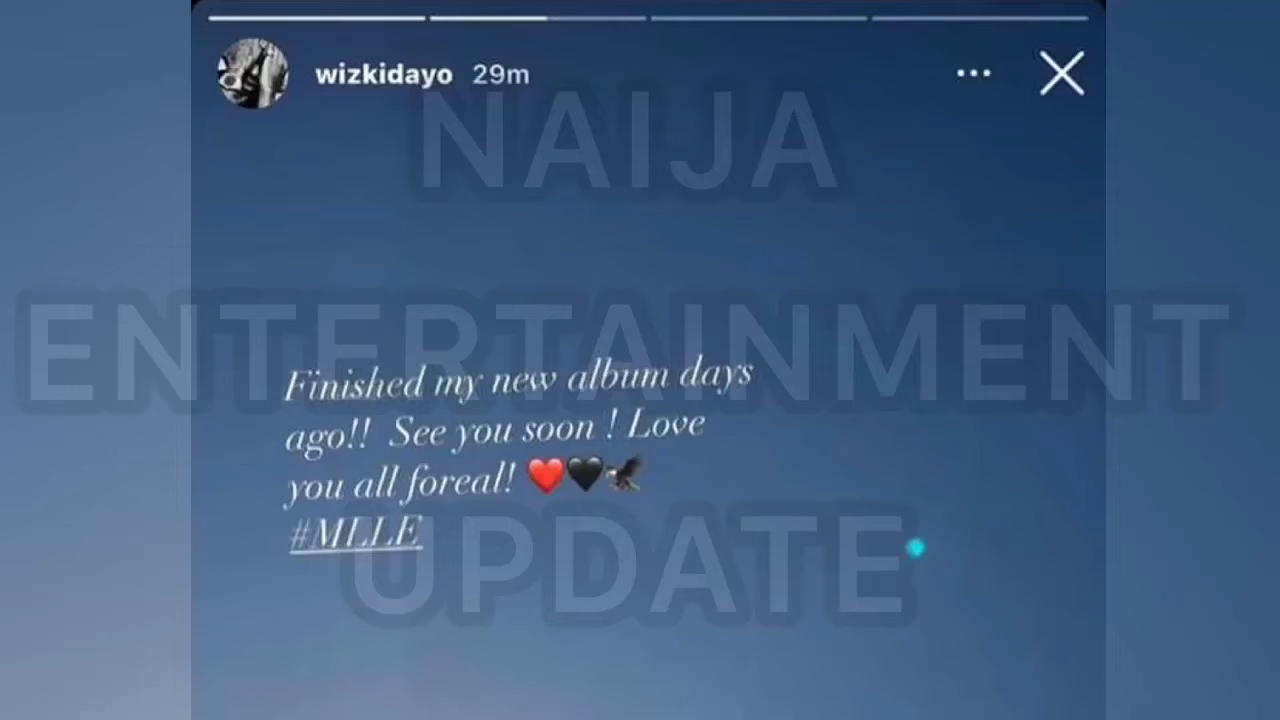 wizkidayo 29m
NAIJA
ENTERTAINMENT
Finished my new album days
ago!! See you soon ! Love
you all foreal! ❤️🖤🦅
#MLLE
UPDATE